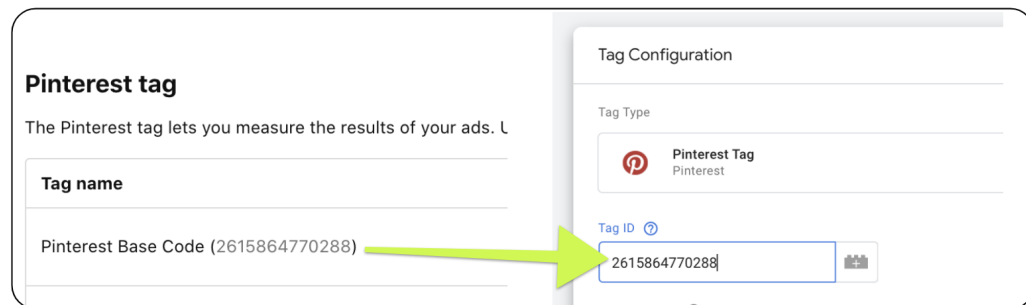 Pinterest tag
The Pinterest tag lets you measure the results of your ads.
Tag name
Pinterest Base Code (2615864770288)
Tag Configuration
Tag Type
Pinterest Tag
Pinterest
Tag ID
2615864770288